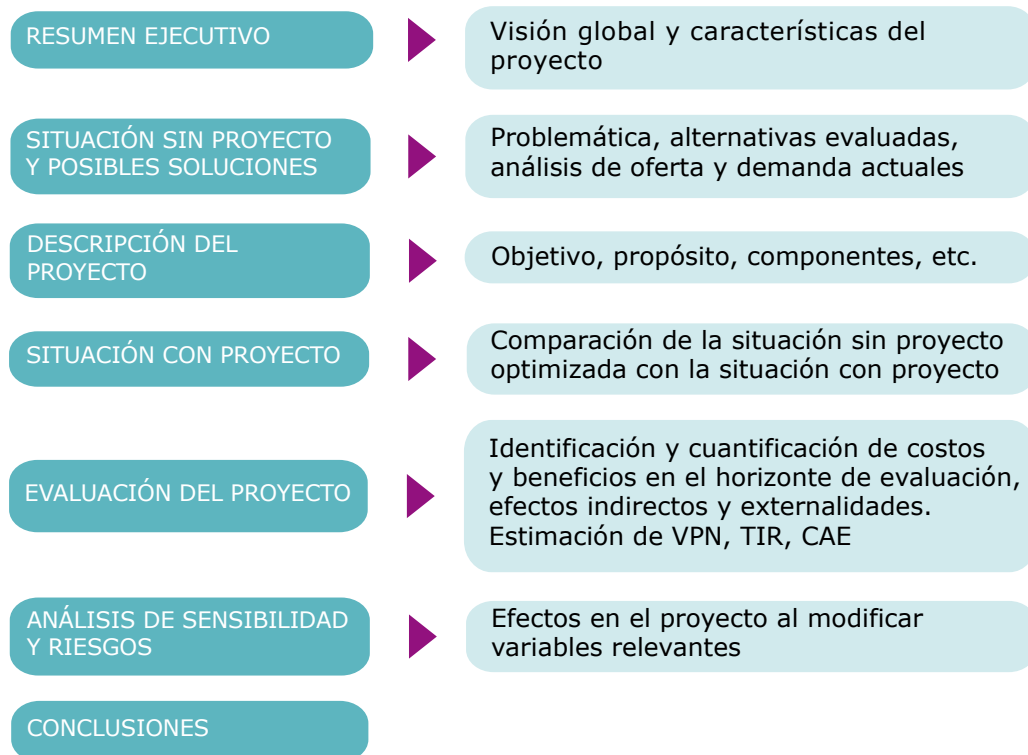 RESUMEN EJECUTIVO
Visión global y características del
proyecto
SITUACIÓN SIN PROYECTO
Y POSIBLES SOLUCIONES
Problemática, alternativas evaluadas,
análisis de oferta y demanda actuales
DESCRIPCIÓN DEL
PROYECTO
Objetivo, propósito, componentes, etc.
SITUACIÓN CON PROYECTO
Comparación de la situación sin proyecto
optimizada con la situación con proyecto
EVALUACIÓN DEL PROYECTO
Identificación y cuantificación de costos
y beneficios en el horizonte de evaluación,
efectos indirectos y externalidades.
Estimación de VPN, TIR, CAE
ANÁLISIS DE SENSIBILIDAD
Y RIESGOS
Efectos en el proyecto al modificar
variables relevantes
CONCLUSIONES